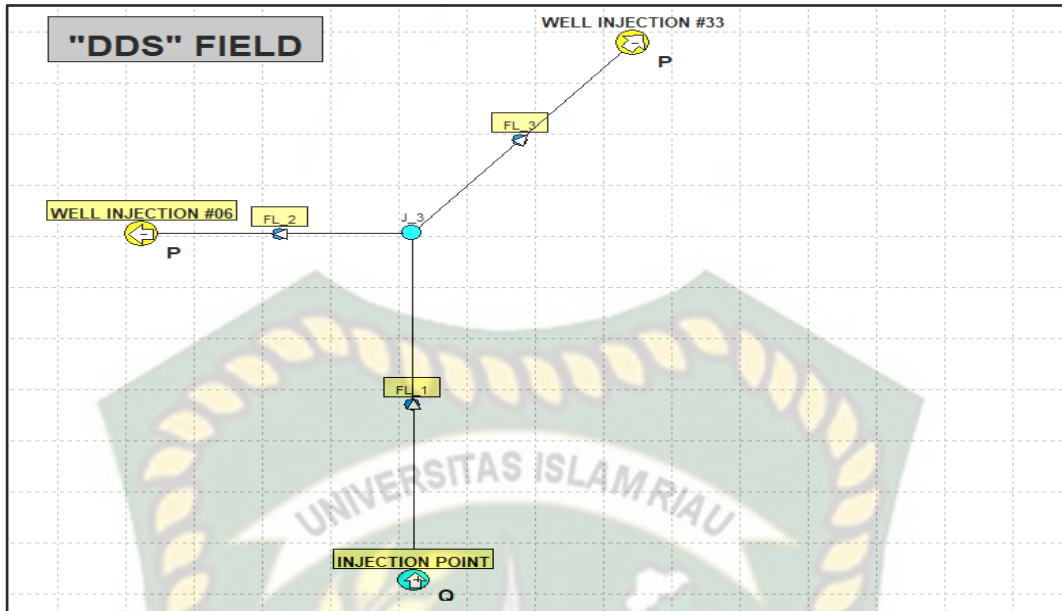 WELL INJECTION #33
"DDS" FIELD
P
FL_3
WELL INJECTION #06
FL_2
J_3
P
FL_1
UNIVERSITAS ISLAM RIAU
INJECTION POINT
Q